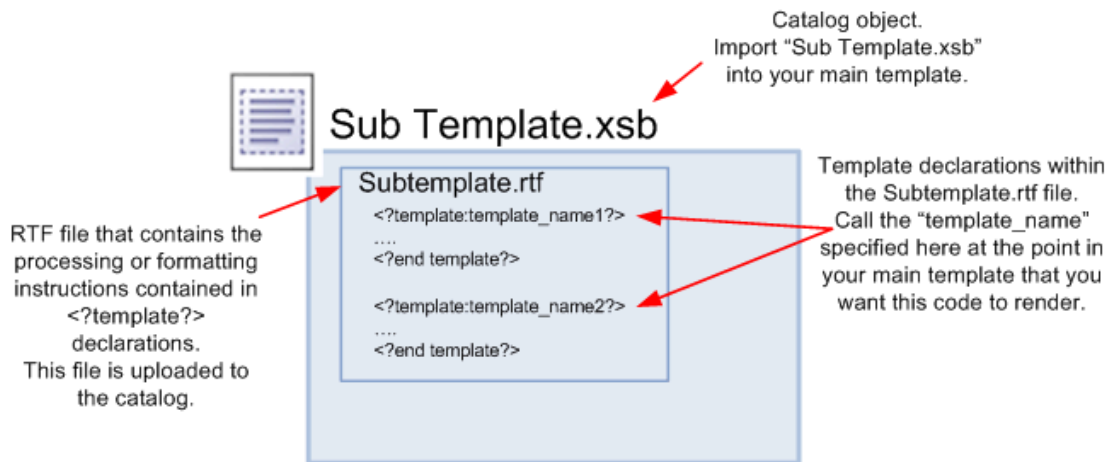 Catalog object.
Import “Sub Template.xsb”
into your main template.
Sub Template.xsb
Subtemplate.rtf
<?template:template_name1?>
....
<?end template?>
<?template:template_name2?>
....
<?end template?>
RTF file that contains the
processing or formatting
instructions contained in
<?template?>
declarations.
This file is uploaded to
the catalog.
Template declarations within
the Subtemplate.rtf file.
Call the “template_name”
specified here at the point in
your main template that you
want this code to render.